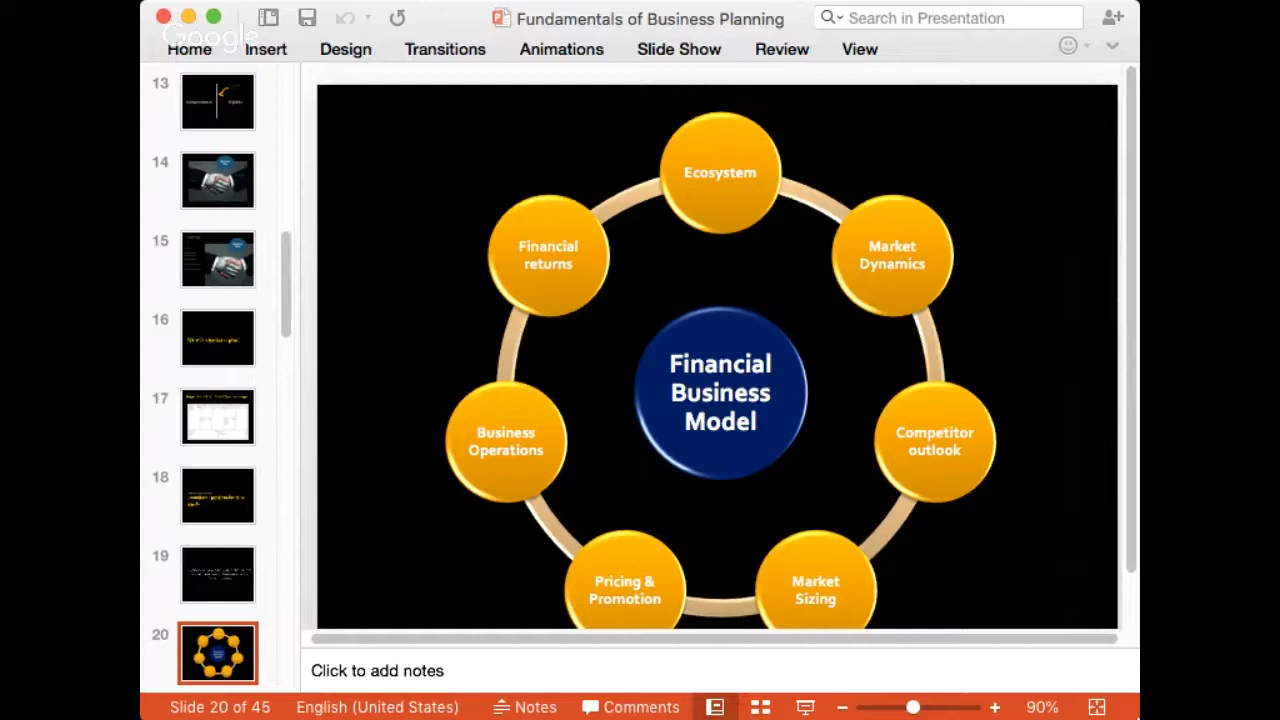 Fundamentals of Business Planning
Search in Presentation
Google
Home Insert Design Transitions Animations Slide Show Review View
13
14
15
16
17
18
19
20
Ecosystem
Market
Dynamics
Competitor
outlook
Market
Sizing
Pricing &
Promotion
Business
Operations
Financial
returns
Financial
Business
Model
Click to add notes
Slide 20 of 45 English (United States) Notes Comments 90%